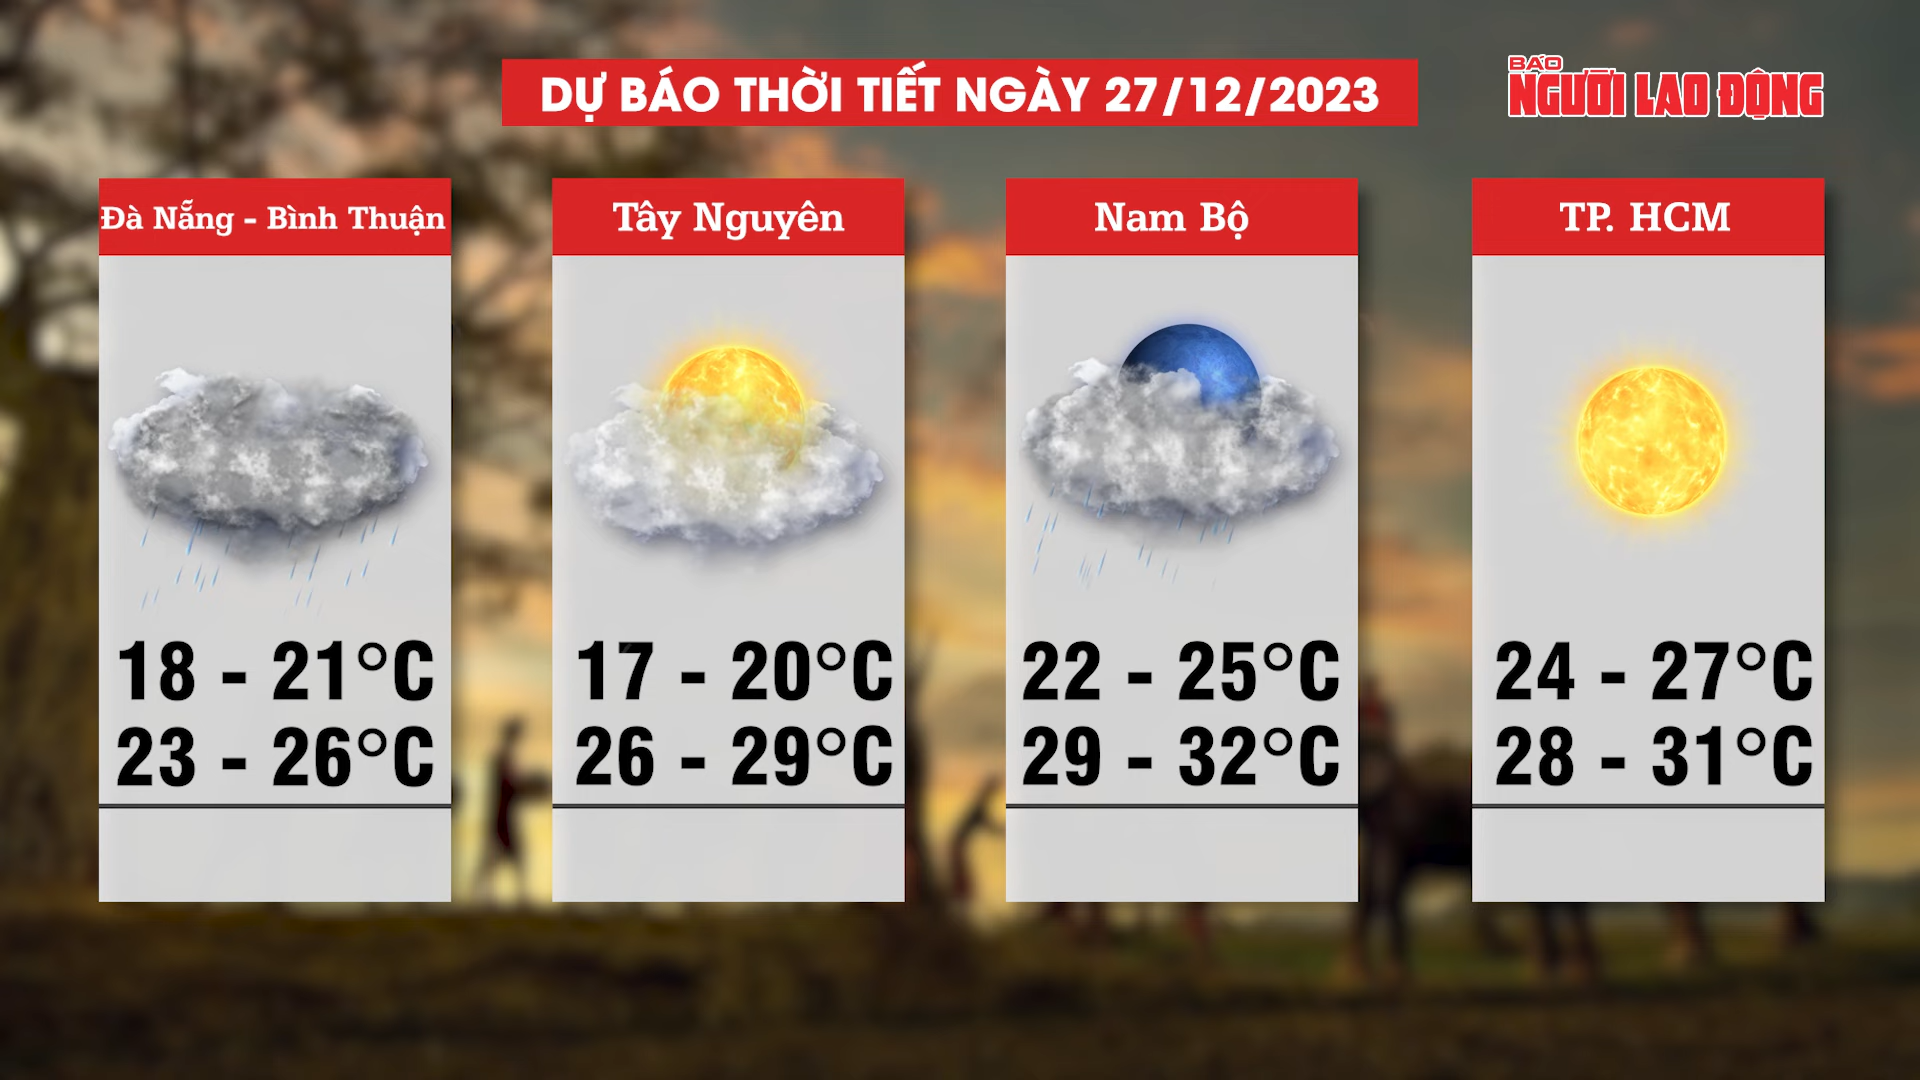 DỰ BÁO THỜI TIẾT NGÀY 27/12/2023
BÁO
NGƯỜI LAO ĐỘNG
Đà Nẵng - Bình Thuận
18 - 21°C
23 - 26°C
Tây Nguyên
17 - 20°C
26 - 29°C
Nam Bộ
22 - 25°C
29 - 32°C
TP. HCM
24 - 27°C
28 - 31°C